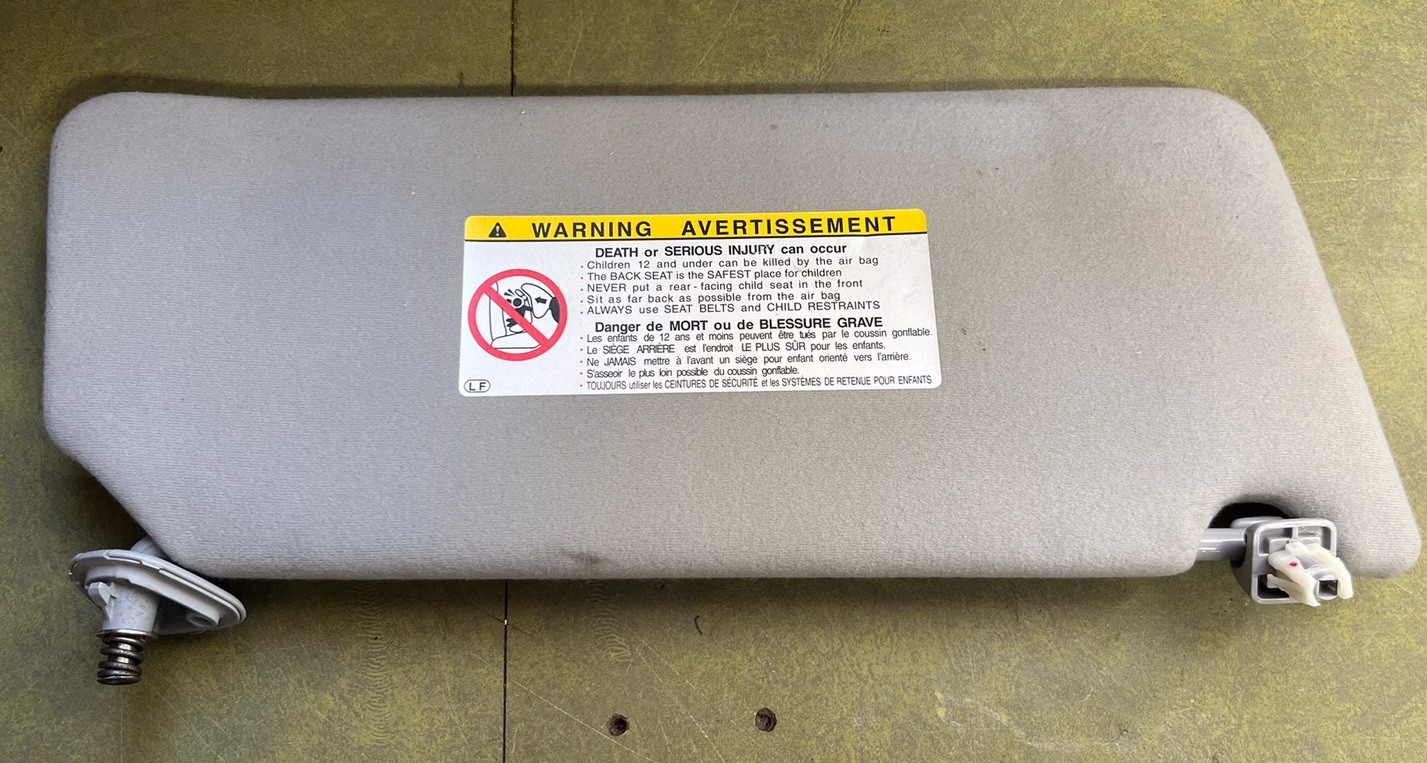 WARNING AVERTISSEMENT
DEATH or SERIOUS INJURY can occur
• Children 12 and under can be killed by the air bag
• The BACK SEAT is the SAFEST place for children
• NEVER put a rear-facing child seat in the front
• Sit as far back as possible from the air bag
• ALWAYS use SEAT BELTS and CHILD RESTRAINTS
Danger de MORT ou de BLESSURE GRAVE
• Les enfants de 12 ans et moins peuvent être tués par le coussin gonflable.
• Le SIÈGE ARRIÈRE est l'endroit LE PLUS SÛR pour les enfants.
• Ne JAMAIS mettre à l'avant un siège pour enfant orienté vers l'arrière.
• S'asseoir le plus loin possible du coussin gonflable.
• TOUJOURS utiliser les CEINTURES DE SÉCURITÉ et les SYSTÈMES DE RETENUE POUR ENFANTS
LF